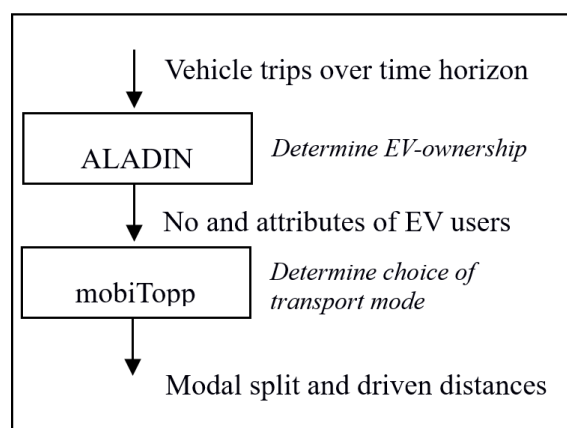 Vehicle trips over time horizon
ALADIN
Determine EV-ownership
No and attributes of EV users
mobiTopp
Determine choice of
transport mode
Modal split and driven distances